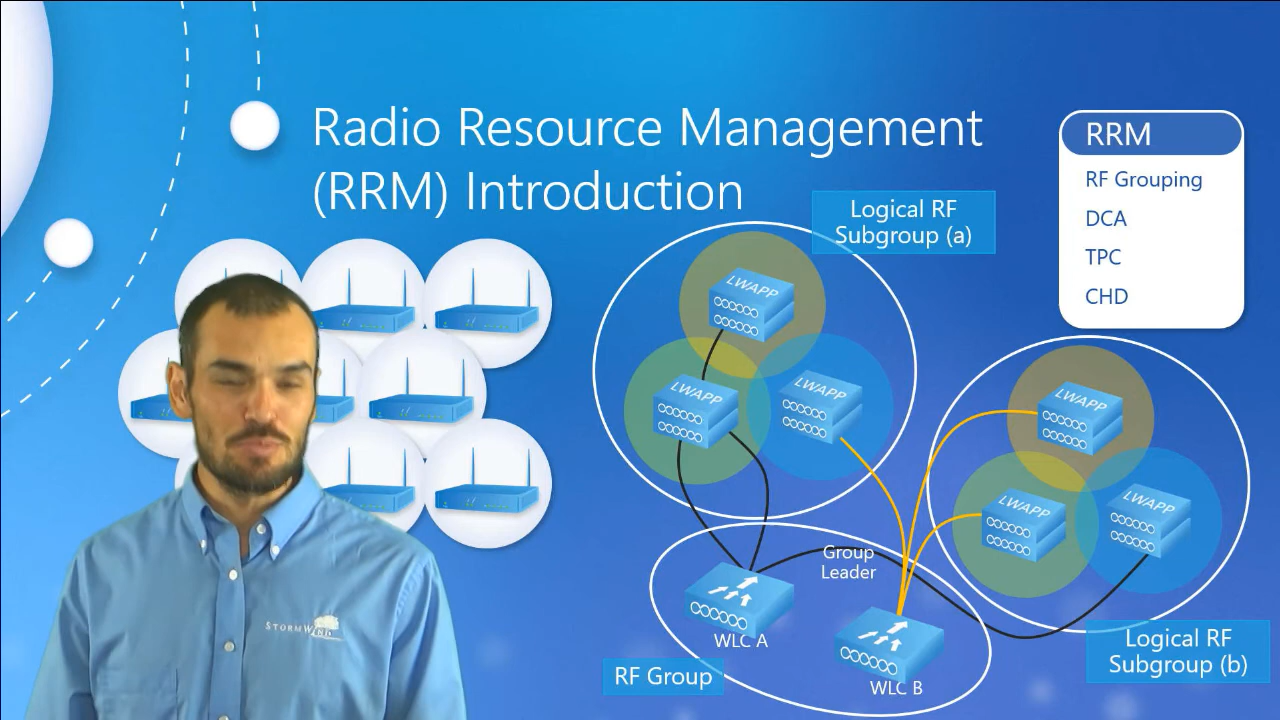 Radio Resource Management
(RRM) Introduction
RRM
RF Grouping
DCA
TPC
CHD
Logical RF
Subgroup (a)
LWAPP
LWAPP
LWAPP
LWAPP
LWAPP
LWAPP
Group
Leader
WLC A
WLC B
RF Group
Logical RF
Subgroup (b)
STORMWIND